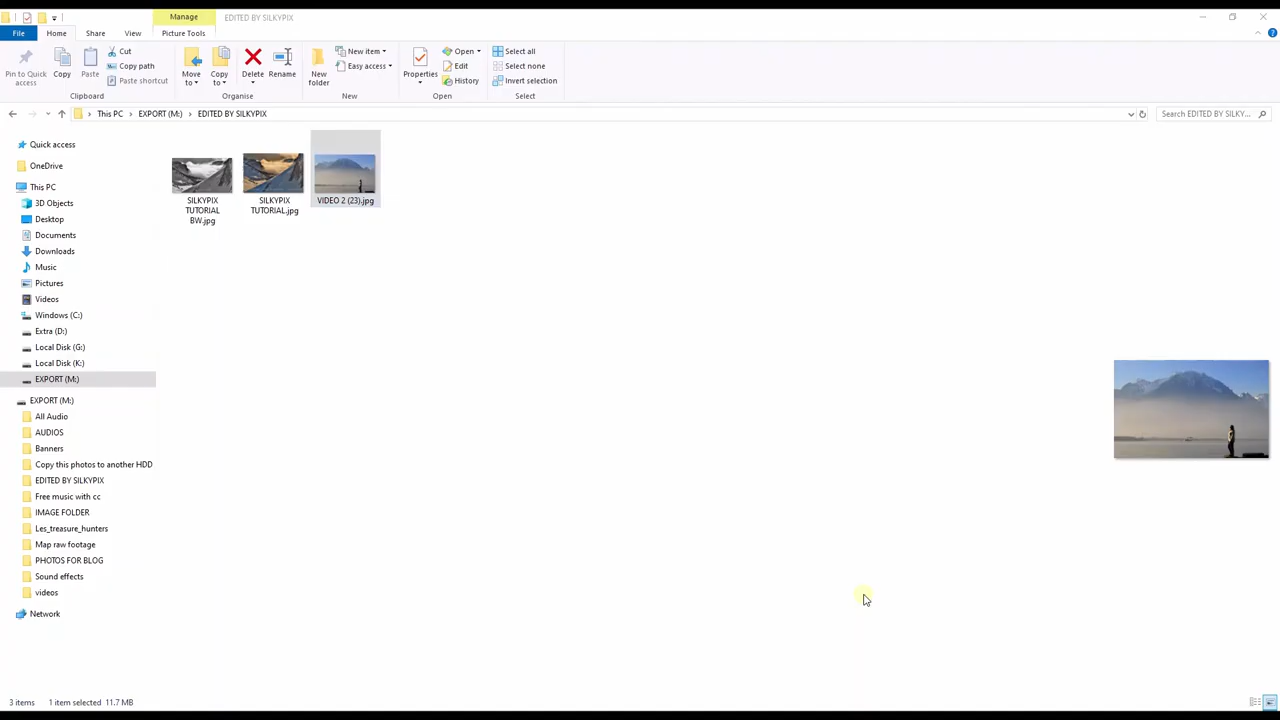 Manage
EDITED BY SILKYPIX
File
Home
Share
View
Picture Tools
Pin to Quick
access
Copy
Paste
Cut
Copy path
Paste shortcut
Clipboard
Move
to
Copy
to
Delete
Rename
Organise
New
folder
New item
Easy access
New
Properties
Open
Edit
History
Open
Select all
Select none
Invert selection
Select
This PC
EXPORT (M:)
EDITED BY SILKYPIX
Search EDITED BY SILKY...
Quick access
OneDrive
This PC
3D Objects
Desktop
Documents
Downloads
Music
Pictures
Videos
Windows (C:)
Extra (D:)
Local Disk (G:)
Local Disk (K:)
EXPORT (M:)
EXPORT (M:)
All Audio
AUDIOS
Banners
Copy this photos to another HDD
EDITED BY SILKYPIX
Free music with cc
IMAGE FOLDER
Les_treasure_hunters
Map raw footage
PHOTOS FOR BLOG
Sound effects
videos
Network
SILKYPIX
TUTORIAL
BW.jpg
SILKYPIX
TUTORIAL.jpg
VIDEO 2 (23).jpg
3 items
1 item selected 11.7 MB